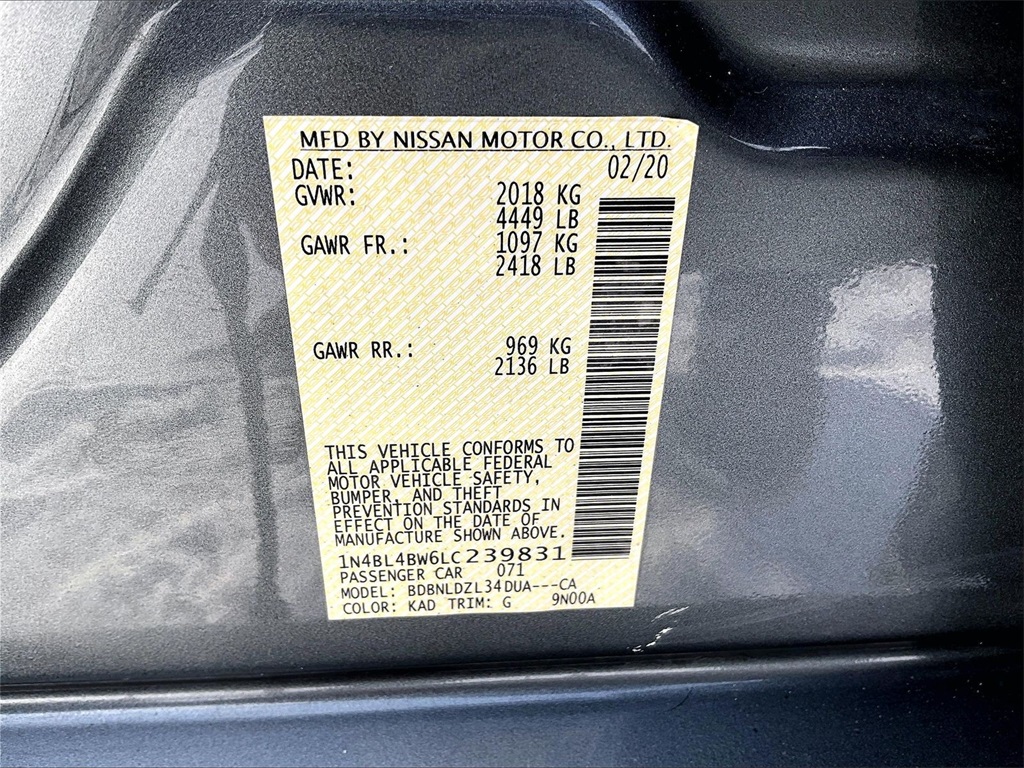 MFD BY NISSAN MOTOR CO., LTD.
DATE: 02/20
GVWR: 2018 KG
4449 LB
GAWR FR.: 1097 KG
2418 LB
GAWR RR.: 969 KG
2136 LB
THIS VEHICLE CONFORMS TO
ALL APPLICABLE FEDERAL
MOTOR VEHICLE SAFETY,
BUMPER, AND THEFT
PREVENTION STANDARDS IN
EFFECT ON THE DATE OF
MANUFACTURE SHOWN ABOVE.
1N4BL4BW6LC239831
PASSENGER CAR 071
MODEL: BDBNLDZL34DUA---CA
COLOR: KAD TRIM: G 9N00A